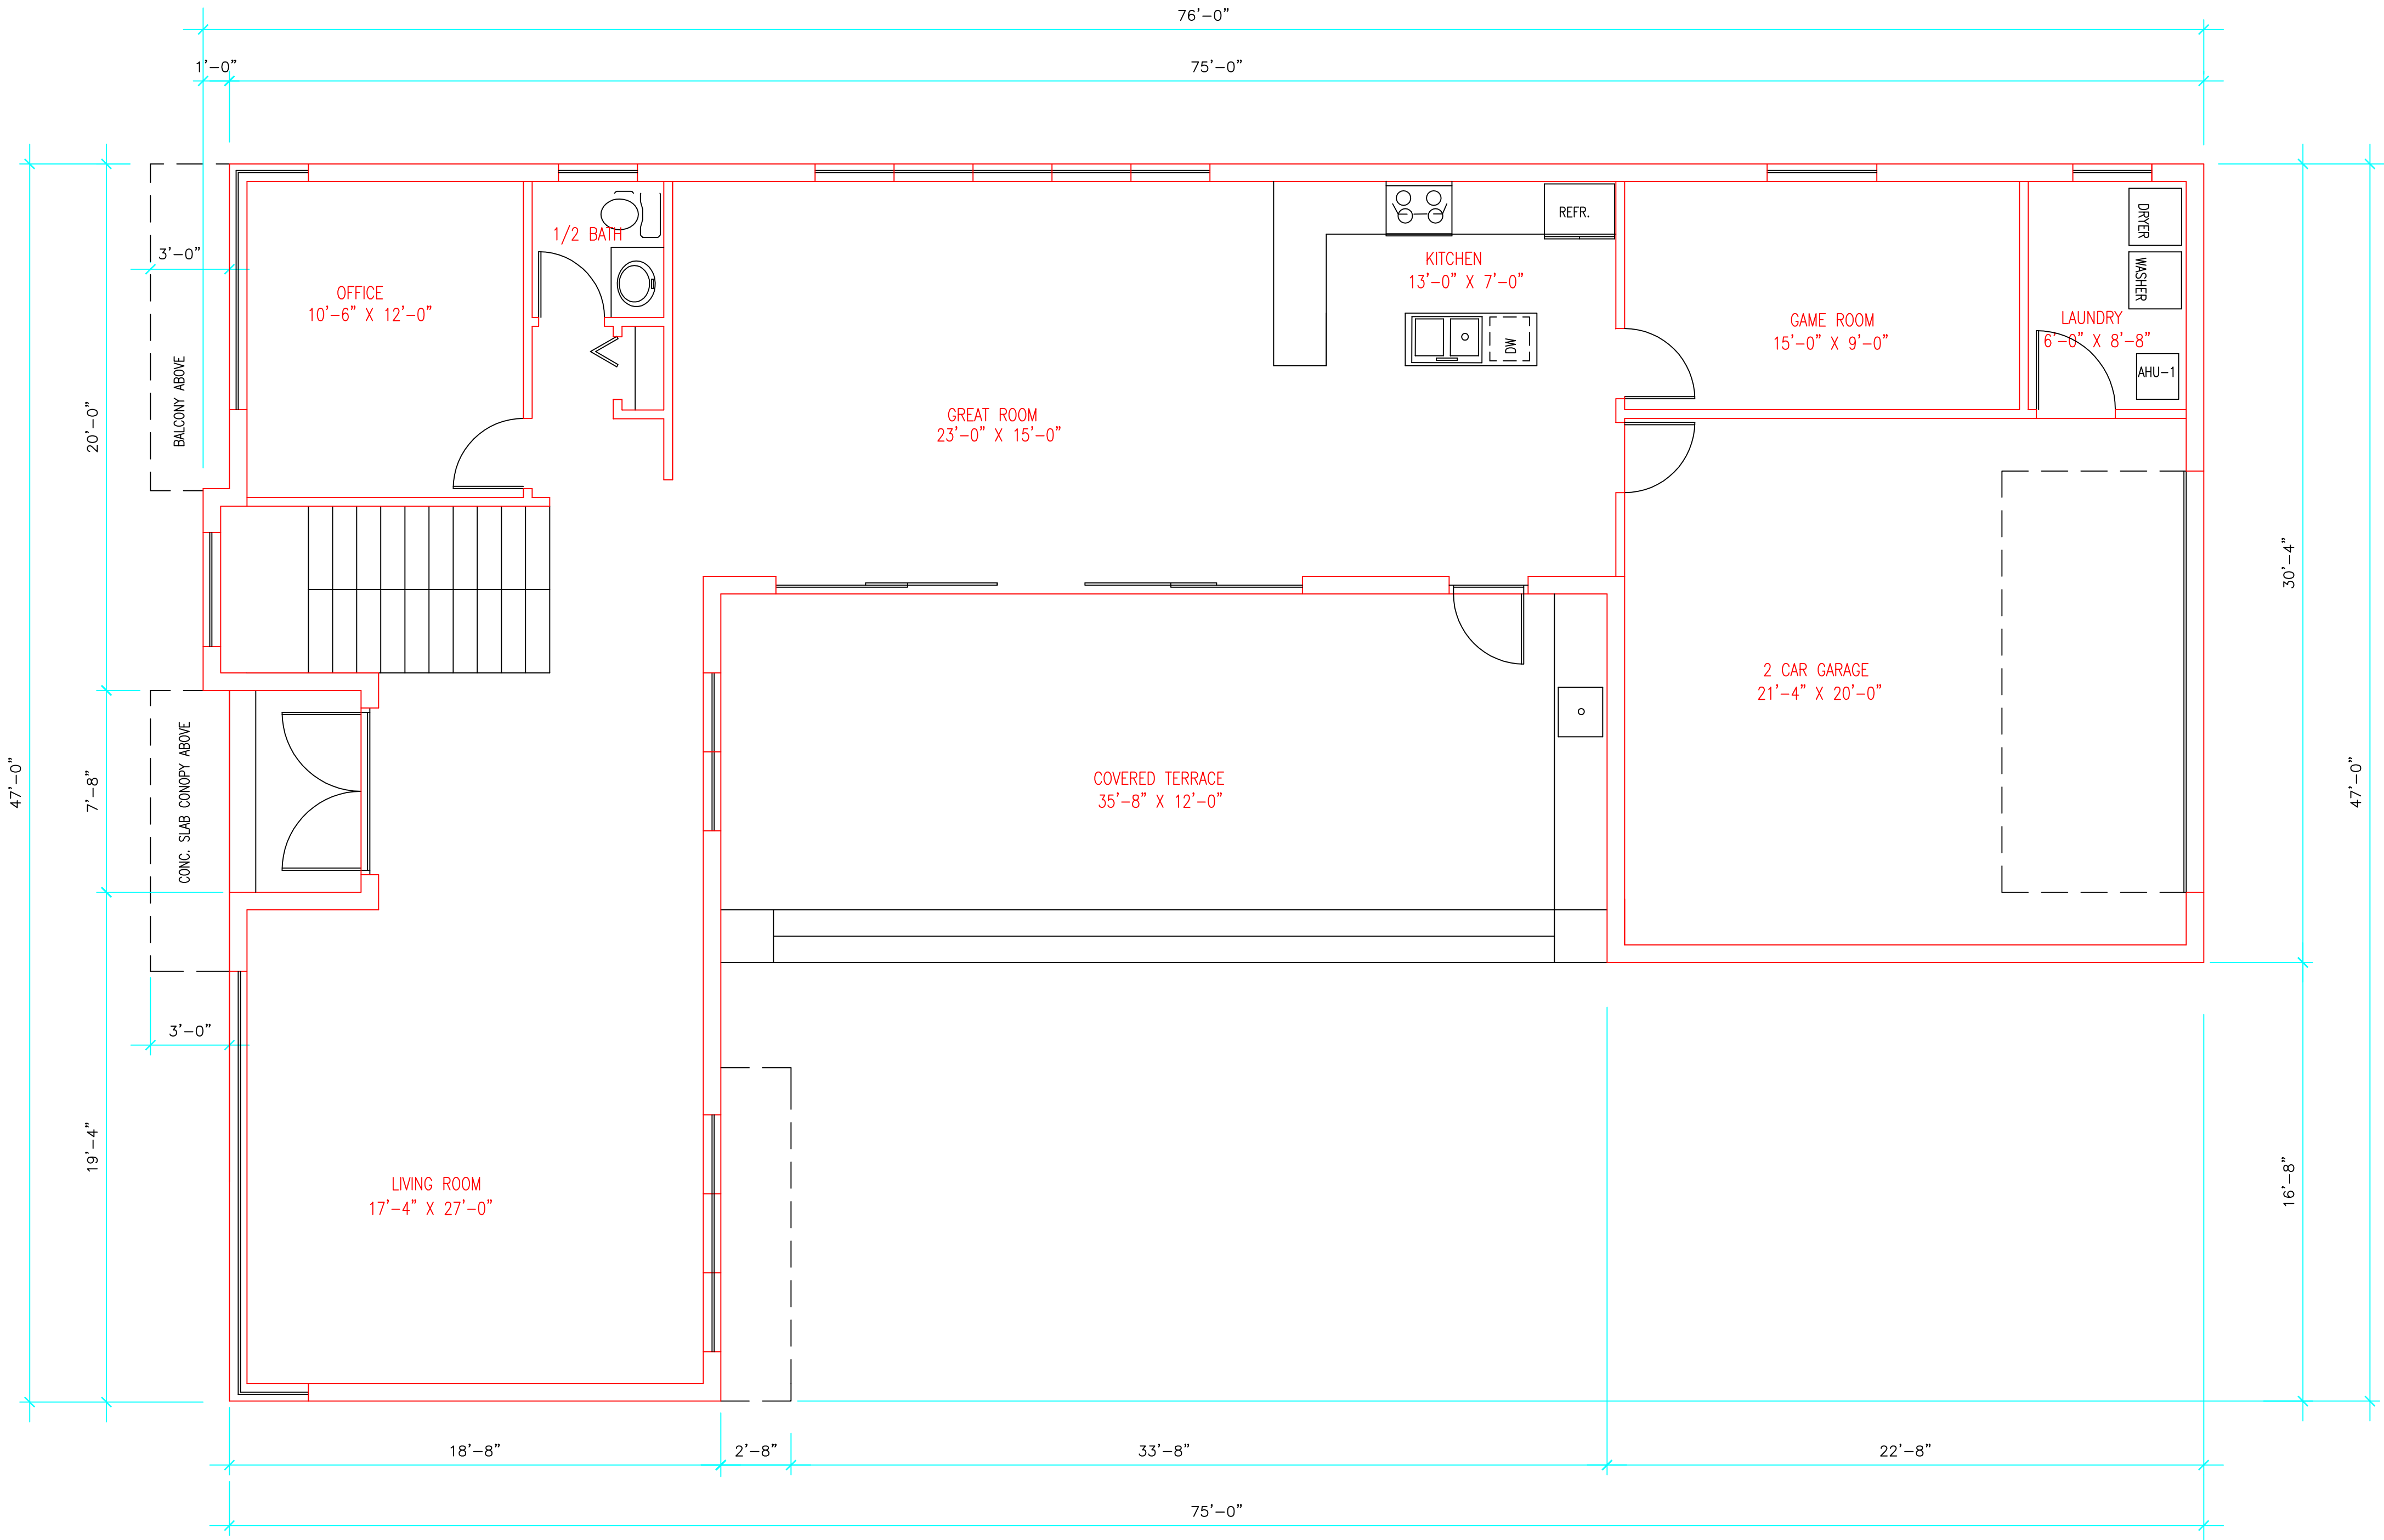 76'-0"
1'-0"
75'-0"
REFR.
DRYER
1/2 BATH
3'-0"
KITCHEN
13'-0" X 7'-0"
WASHER
OFFICE
10'-6" X 12'-0"
GAME ROOM
15'-0" X 9'-0"
LAUNDRY
6'-0" X 8'-8"
DW
AHU-1
BALCONY ABOVE
20'-0"
GREAT ROOM
23'-0" X 15'-0"
30'-4"
2 CAR GARAGE
21'-4" X 20'-0"
47'-0"
7'-8"
CONC. SLAB CONOPY ABOVE
COVERED TERRACE
35'-8" X 12'-0"
47'-0"
3'-0"
19'-4"
LIVING ROOM
17'-4" X 27'-0"
16'-8"
18'-8"
2'-8"
33'-8"
22'-8"
75'-0"